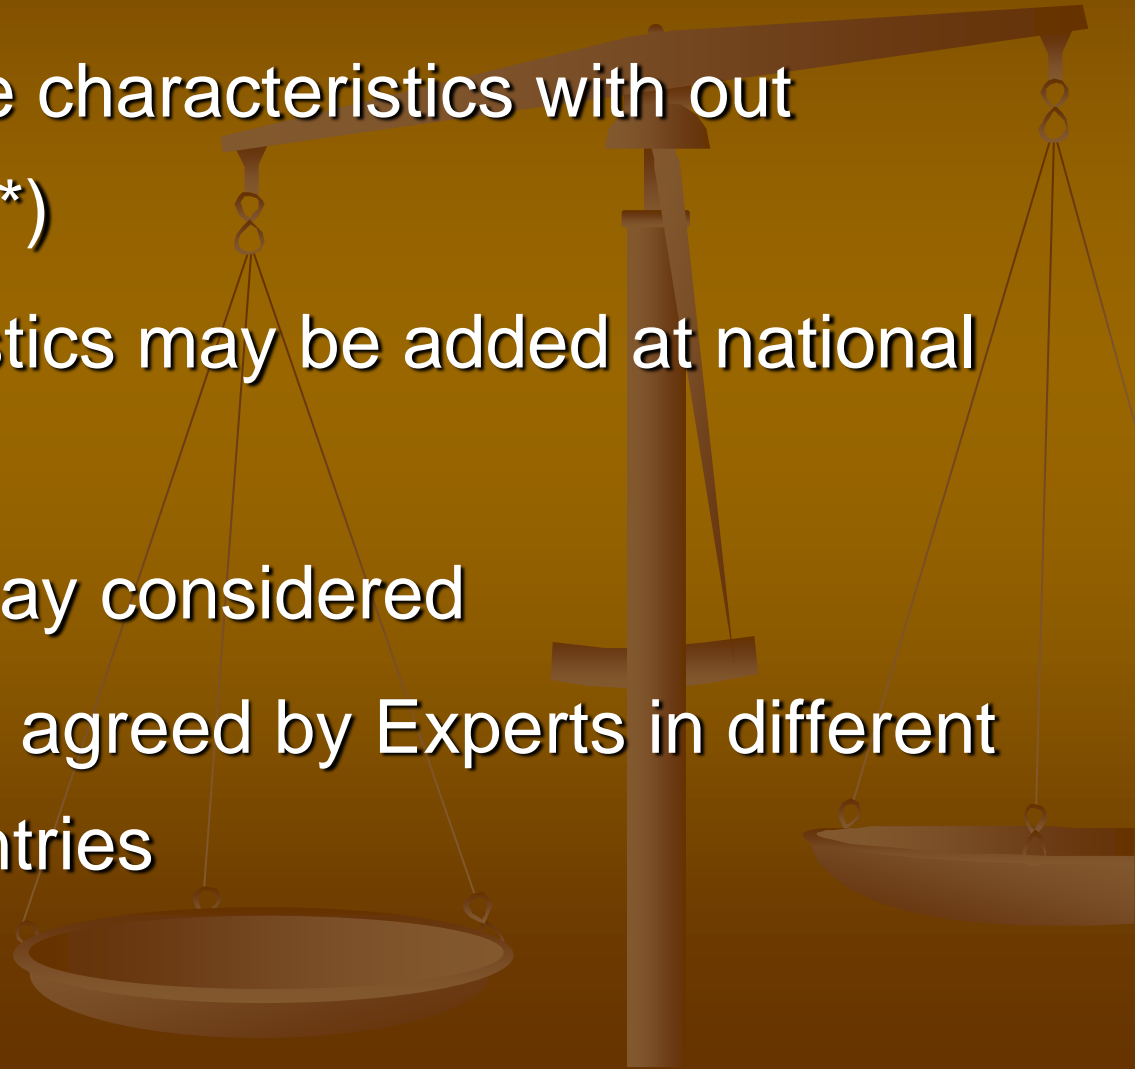 e characteristics with out
*)
stics may be added at national
ay considered
agreed by Experts in different
ntries